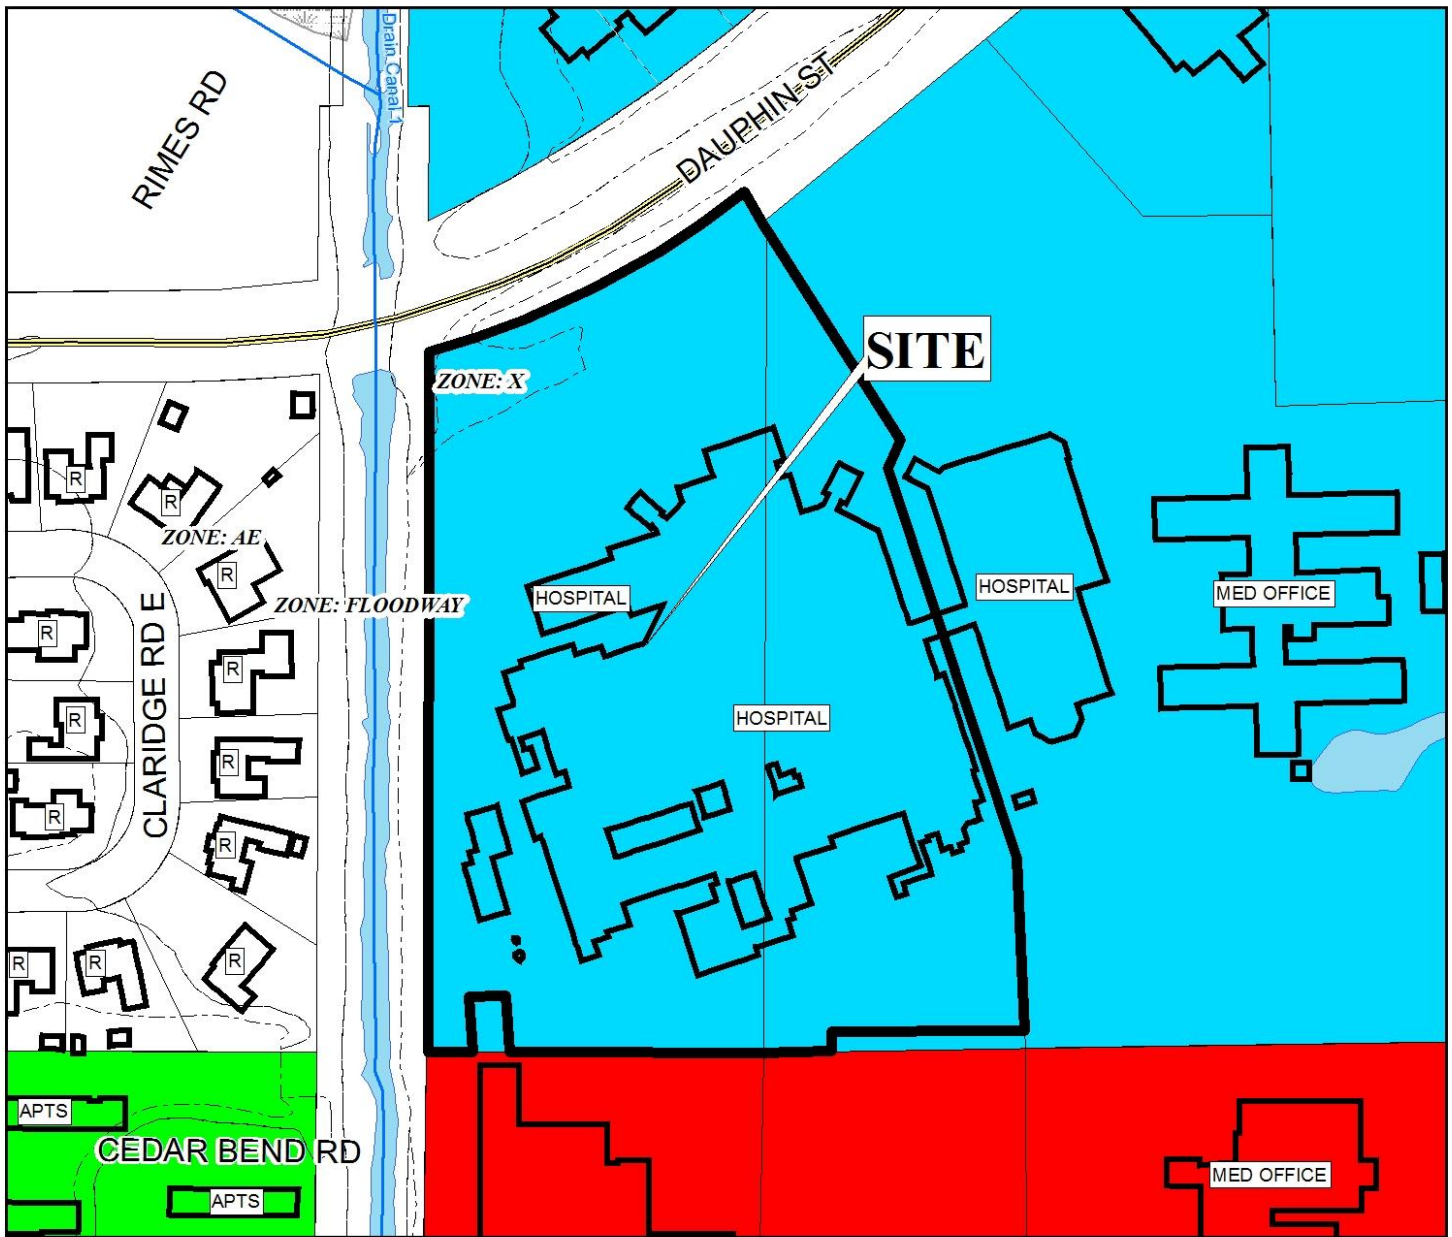 Drain Canal 1
RIMES RD
DAUPHIN ST
SITE
ZONE: X
R
R
ZONE: AE
R
ZONE: FLOODWAY
HOSPITAL
HOSPITAL
MED OFFICE
R
CLARIDGE RD E
R
R
HOSPITAL
R
R
R
R
R
R
APTS
CEDAR BEND RD
APTS
MED OFFICE